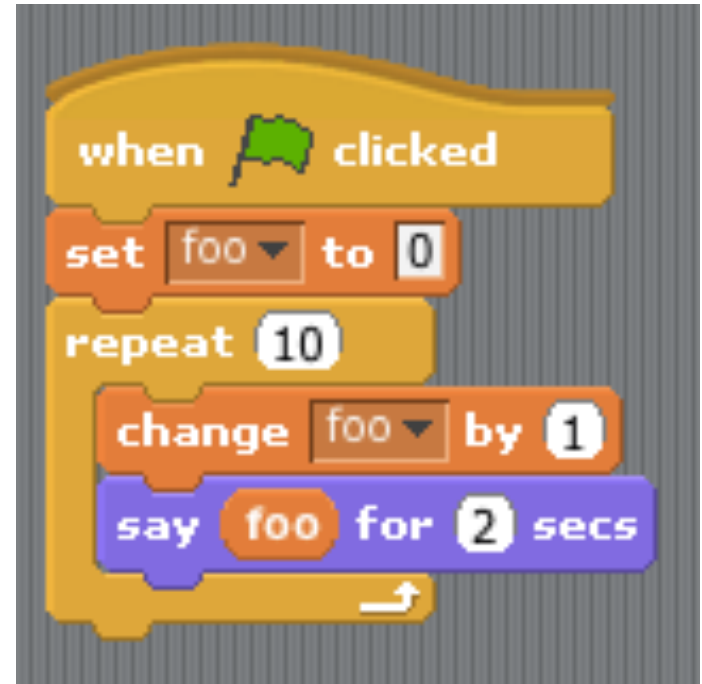 when clicked
set foo to 0
repeat 10
change foo by 1
say foo for 2 secs